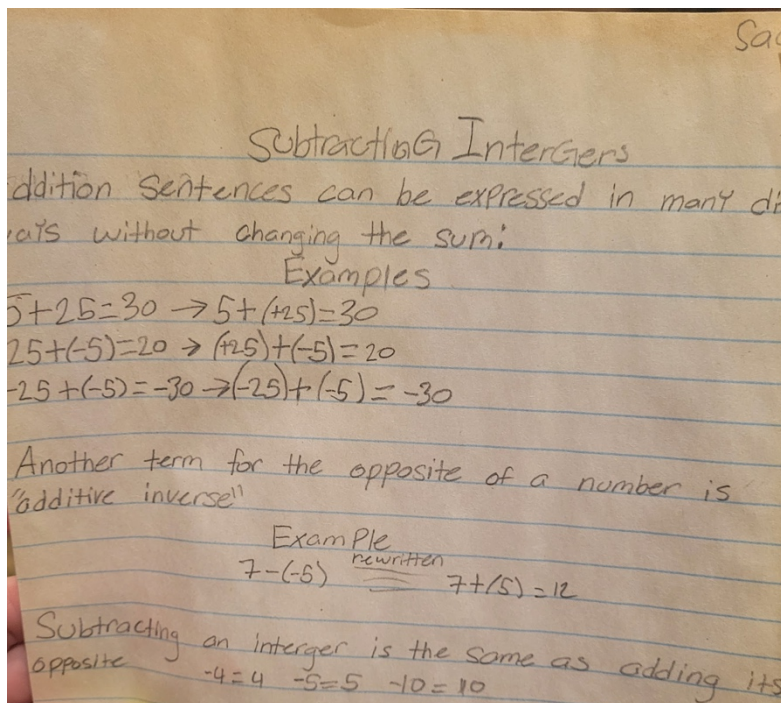 Sag
Subtracting Intergers
ddition sentences can be expressed in many di
ays without changing the sum:
Examples
5+25=30 → 5+(+25)=30
25+(-5)=20 → (+25)+(-5)=20
-25+(-5)=-30 → (-25)+(-5)=-30
Another term for the opposite of a number is
"additive inverse"
Example
7-(-5) rewritten 7+(5)=12
Subtracting an interger is the same as adding its
opposite -4=4 -5=5 -10=10